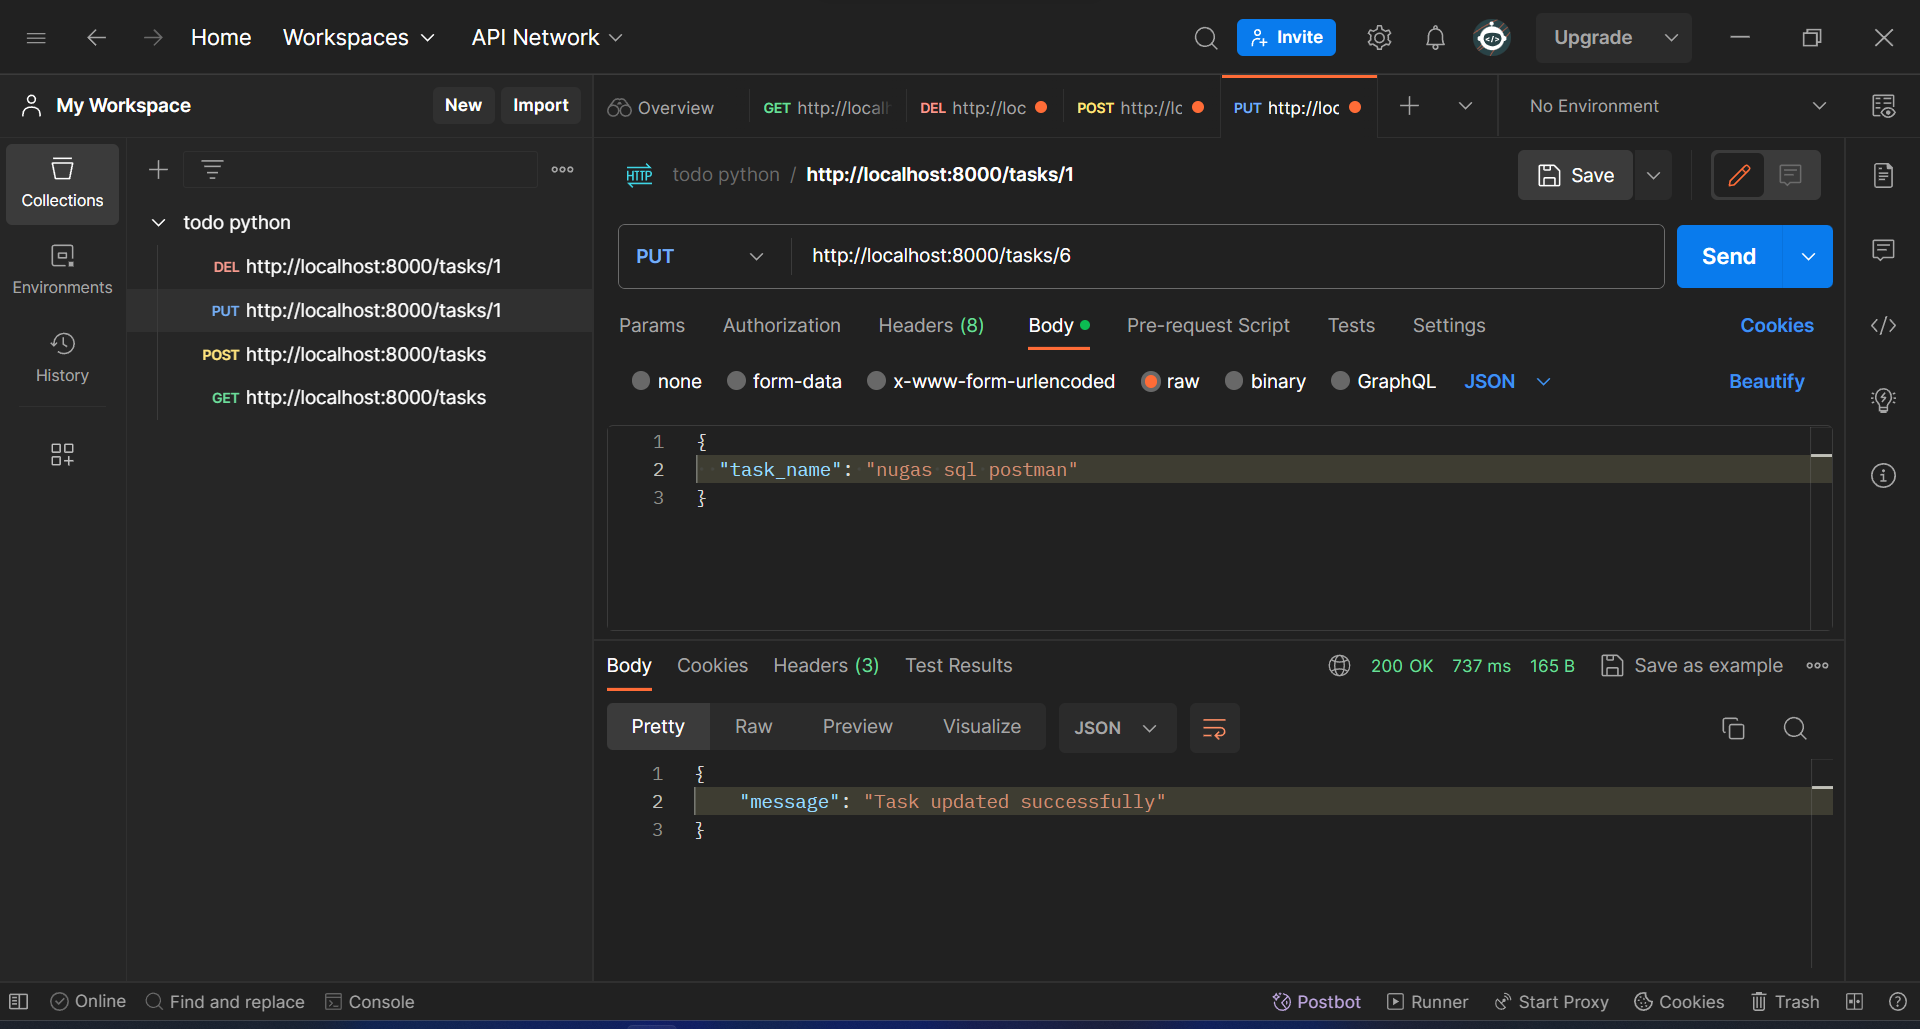 Home Workspaces API Network Invite Upgrade
My Workspace New Import Overview GET http://local DEL http://loc POST http://lc PUT http://loc No Environment
Collections
Environments
History
todo python
DEL http://localhost:8000/tasks/1
PUT http://localhost:8000/tasks/1
POST http://localhost:8000/tasks
GET http://localhost:8000/tasks
HTTP todo python / http://localhost:8000/tasks/1 Save
PUT http://localhost:8000/tasks/6 Send
Params Authorization Headers (8) Body Pre-request Script Tests Settings Cookies
none form-data x-www-form-urlencoded raw binary GraphQL JSON Beautify
1 {
2 "task_name": "nugas sql postman"
3 }
Body Cookies Headers (3) Test Results 200 OK 737 ms 165 B Save as example
Pretty Raw Preview Visualize JSON
1 {
2 "message": "Task updated successfully"
3 }
Online Find and replace Console Postbot Runner Start Proxy Cookies Trash